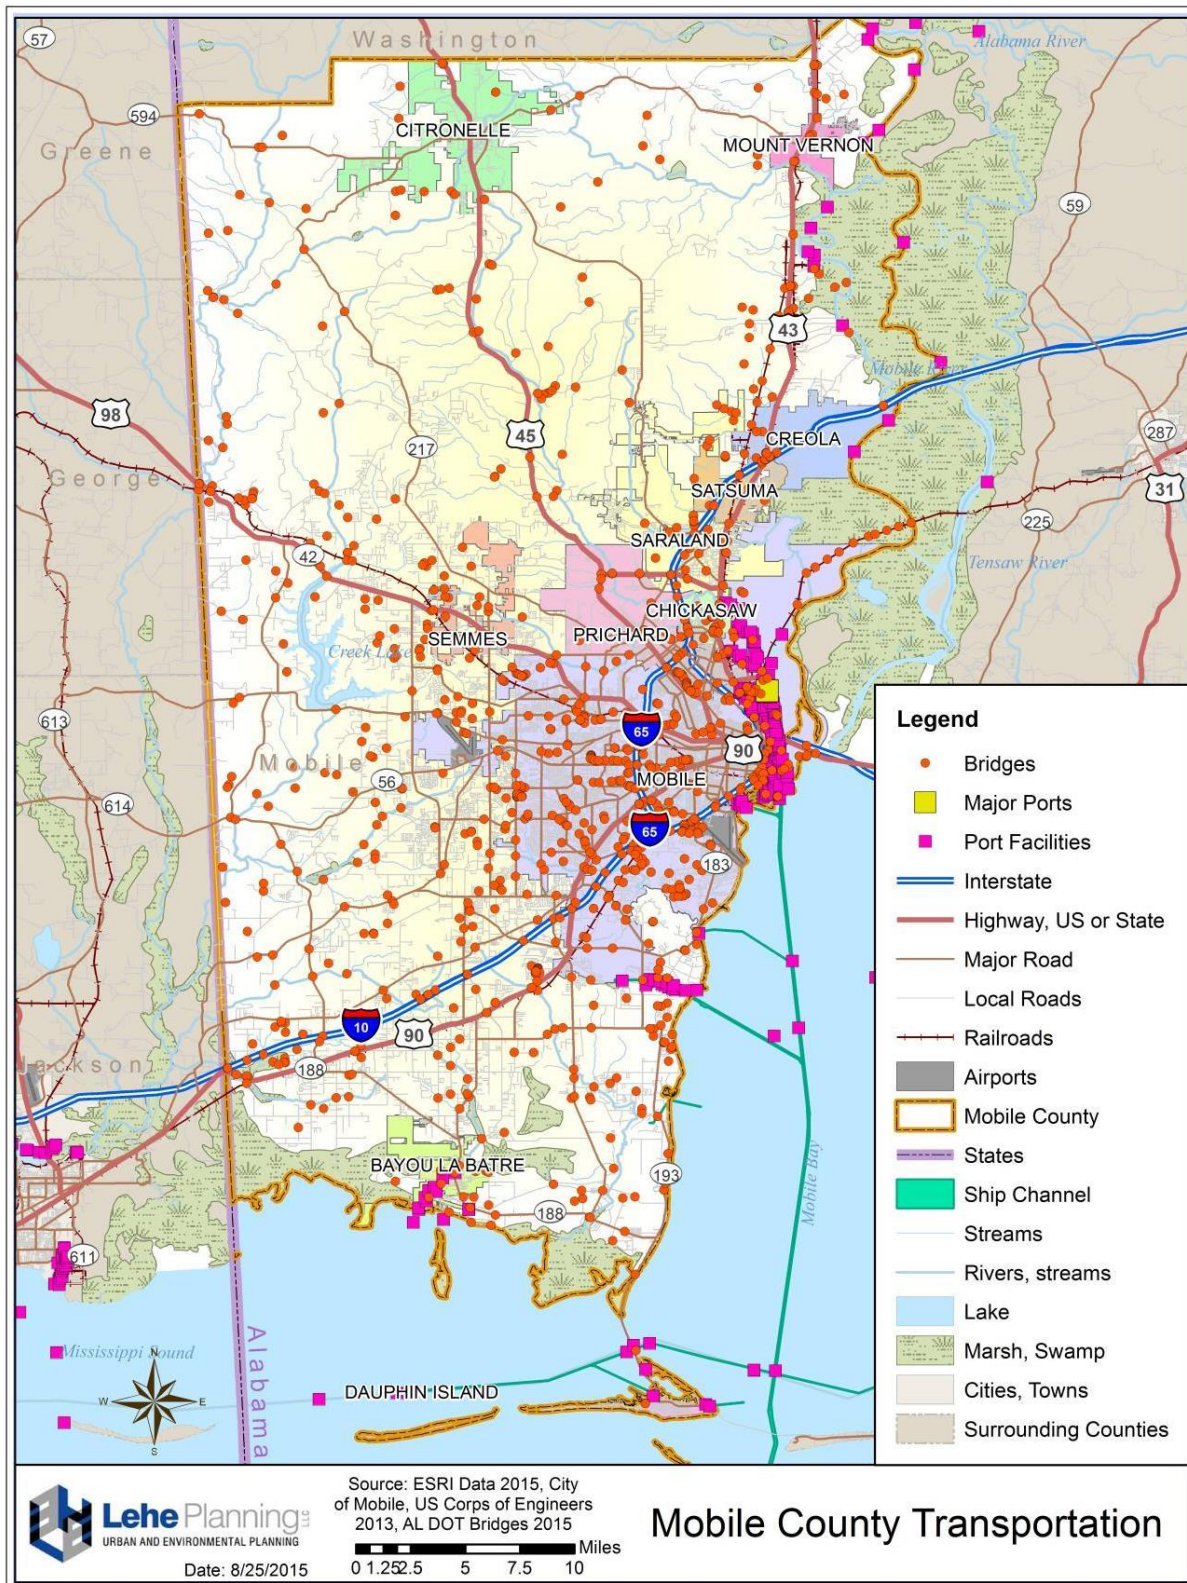 57
Washington
Alabama River
594
CITRONELLE
MOUNT VERNON
Greene
59
43
Mobile River
98
45
217
CREOLA
287
George
SATSUMA
31
225
SARALAND
42
Tensaw River
CHICKASAW
SEMMES
PRICHARD
Creek Lake
613
65
90
Mobile
56
MOBILE
614
65
183
10
90
Jackson
188
BAYOU LA BATRE
193
188
Mobile Bay
611
Mississippi Sound
Alabama
DAUPHIN ISLAND
N
W E
S
Legend
Bridges
Major Ports
Port Facilities
Interstate
Highway, US or State
Major Road
Local Roads
Railroads
Airports
Mobile County
States
Ship Channel
Streams
Rivers, streams
Lake
Marsh, Swamp
Cities, Towns
Surrounding Counties
Lehe Planning LLC
URBAN AND ENVIRONMENTAL PLANNING
Date: 8/25/2015
Source: ESRI Data 2015, City
of Mobile, US Corps of Engineers
2013, AL DOT Bridges 2015
Miles
0 1.252.5 5 7.5 10
Mobile County Transportation